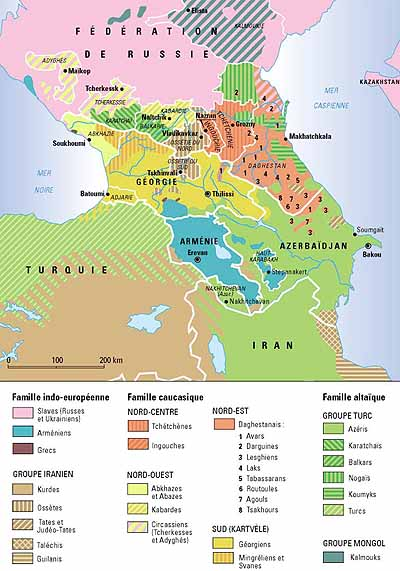 Elista
KALMOUKIE
FÉDÉRATION
DE RUSSIE
ADYGHÉS
Maïkop
KAZAKHSTAN
Tcherkessk
TCHERKESSIE
MER
CASPIENNE
KARATCHAÏ
BALKARIE
KABARDIE
Naltchik
Nazran
Grozny
TCHÉTCHÉNIE
INGOUCHIE
Vladikavkaz
OSSÉTIE
DU NORD
Makhatchkala
ABKHAZIE
Soukhoumi
OSSÉTIE
DU SUD
Tskhinvali
DAGHESTAN
MER
NOIRE
GÉORGIE
Batoumi
ADJARIE
Tbilissi
ARMÉNIE
Erevan
AZERBAÏDJAN
Soumgaït
Bakou
HAUT-
KARABAKH
Stepanakert
TURQUIE
NAKHITCHEVAN
(Azer.)
Nakhitchevan
IRAN
0 100 200 km
Famille indo-européenne
Slaves (Russes
et Ukrainiens)
Arméniens
Grecs
GROUPE IRANIEN
Kurdes
Ossètes
Tates et
Judéo-Tates
Taléchis
Guilanis
Famille caucasique
NORD-CENTRE
Tchétchènes
Ingouches
NORD-OUEST
Abkhazes
et Abazes
Kabardes
Circassiens
(Tcherkesses
et Adyghés)
NORD-EST
Daghestanais :
1 Avars
2 Darguines
3 Lesghiens
4 Laks
5 Tabassarans
6 Routoules
7 Agouls
8 Tsakhours
SUD (KARTVÈLE)
Géorgiens
Mingréliens et
Svanes
Famille altaïque
GROUPE TURC
Azéris
Karatchaïs
Balkars
Nogaïs
Koumyks
Turcs
GROUPE MONGOL
Kalmouks